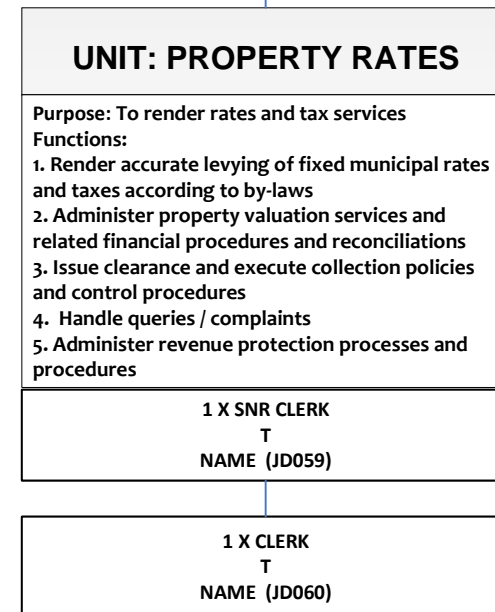 UNIT: PROPERTY RATES
Purpose: To render rates and tax services
Functions:
1. Render accurate levying of fixed municipal rates
and taxes according to by-laws
2. Administer property valuation services and
related financial procedures and reconciliations
3. Issue clearance and execute collection policies
and control procedures
4. Handle queries / complaints
5. Administer revenue protection processes and
procedures
1 X SNR CLERK
T
NAME (JD059)
1 X CLERK
T
NAME (JD060)